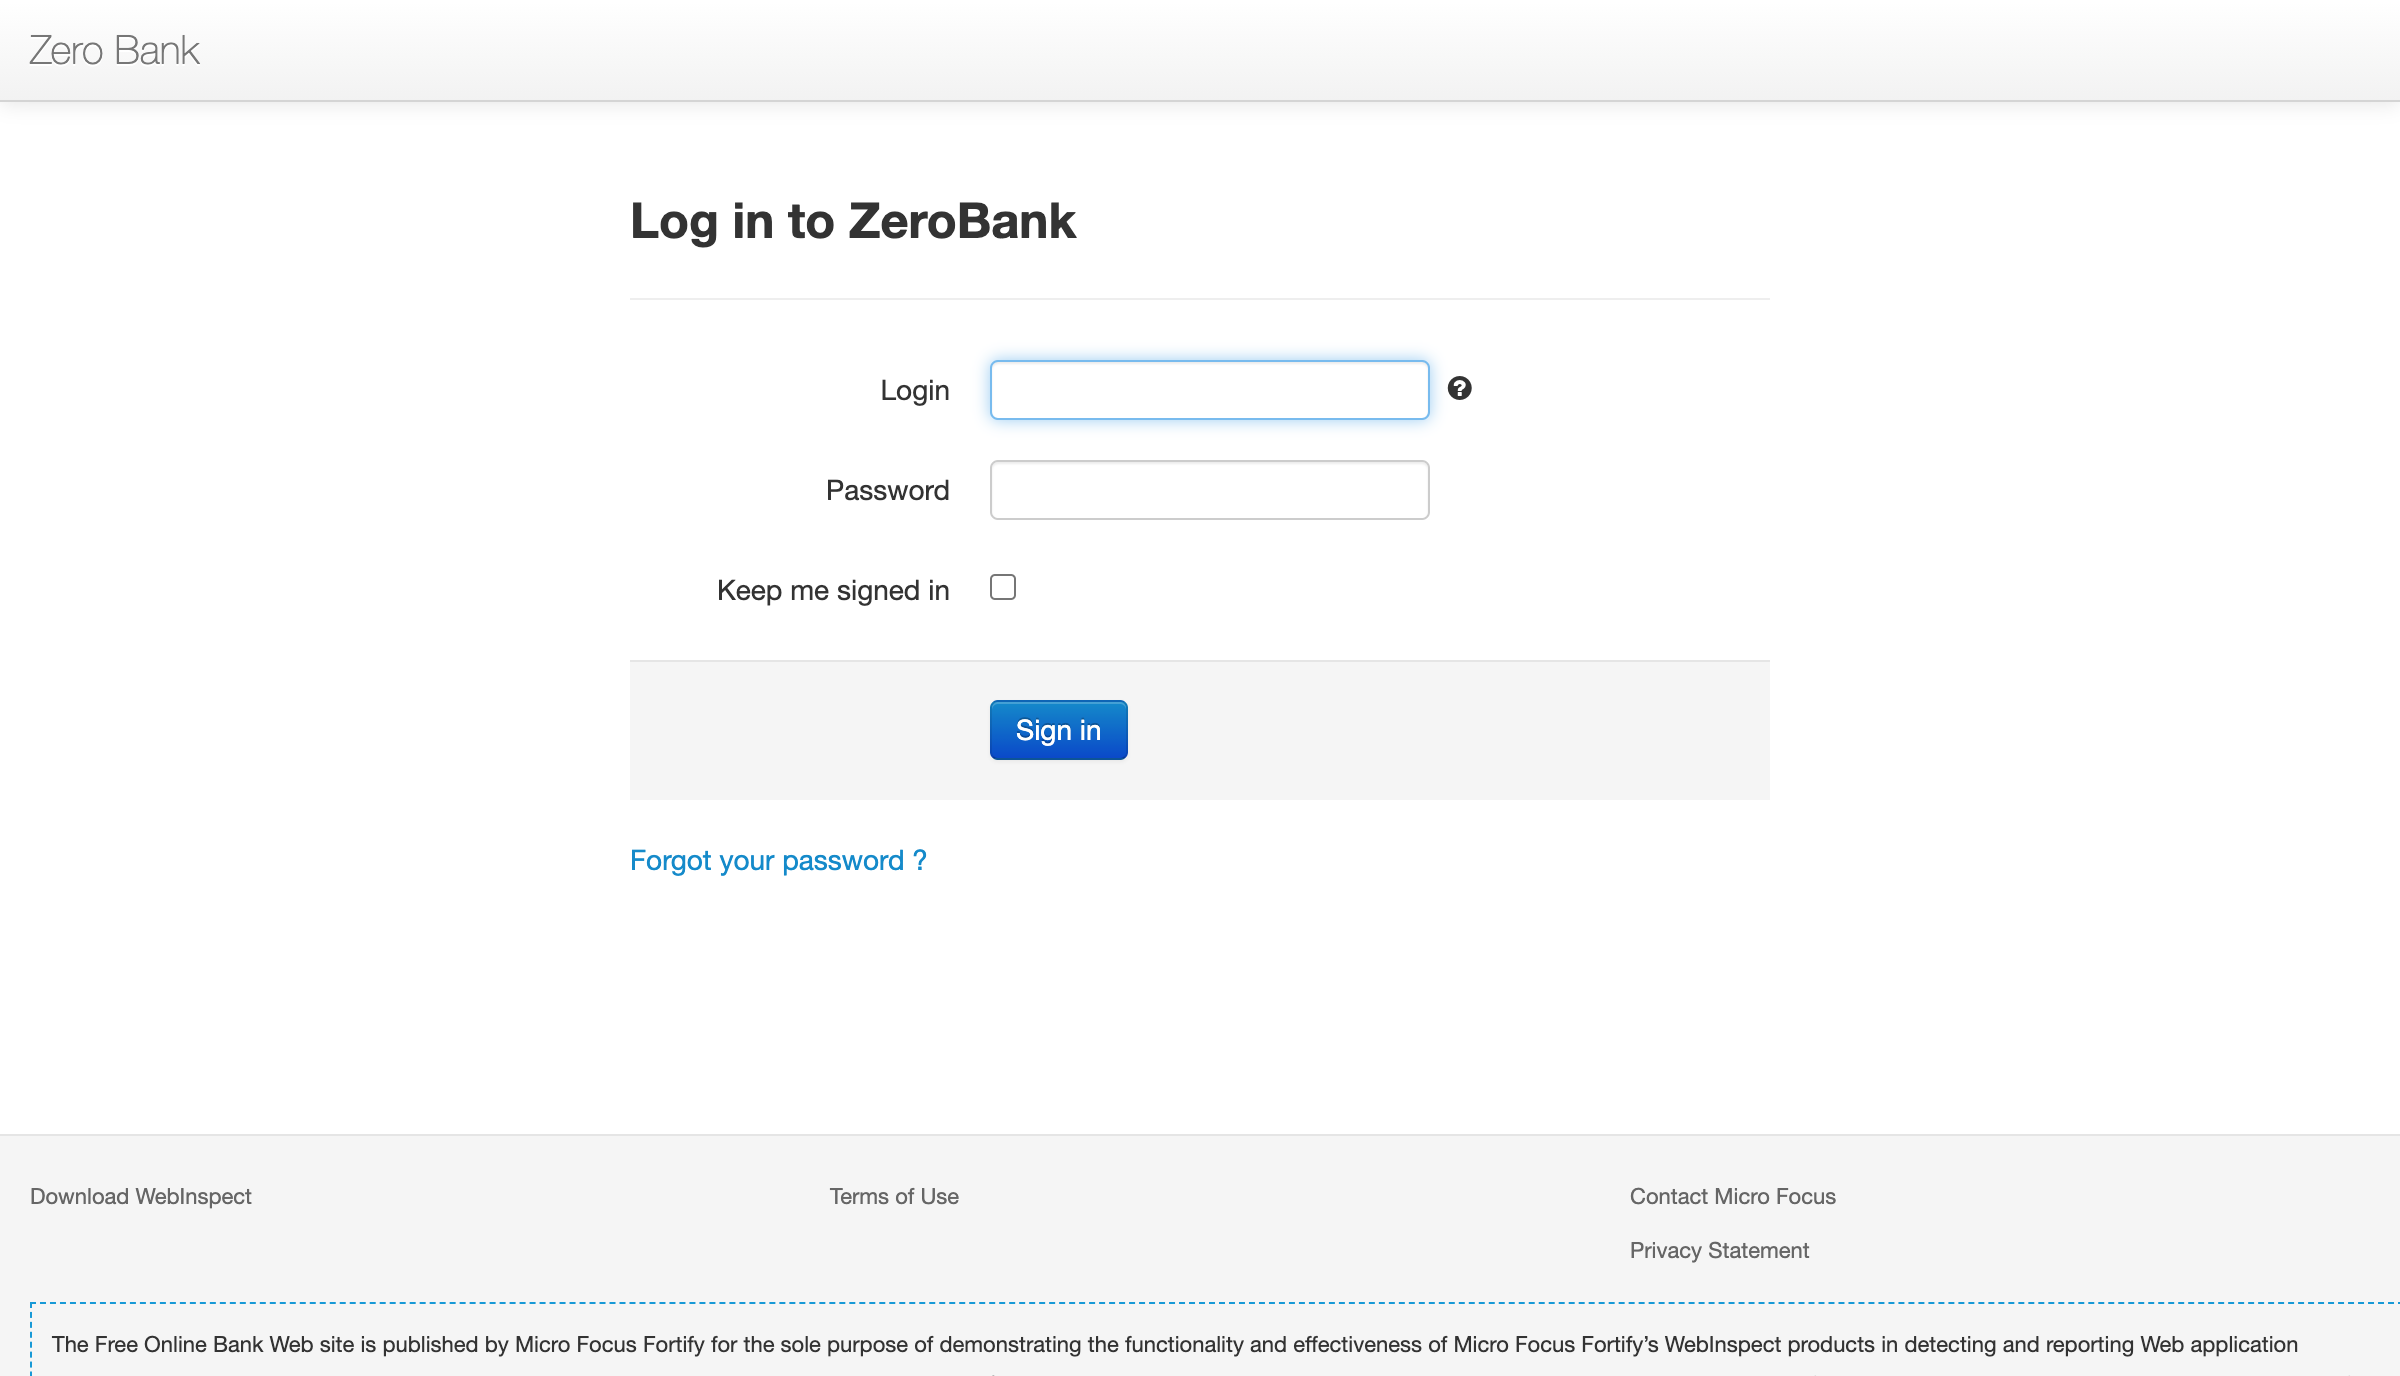 Zero Bank
Log in to ZeroBank
Login
Password
Keep me signed in
Sign in
Forgot your password ?
Download WebInspect
Terms of Use
Contact Micro Focus
Privacy Statement
The Free Online Bank Web site is published by Micro Focus Fortify for the sole purpose of demonstrating the functionality and effectiveness of Micro Focus Fortify’s WebInspect products in detecting and reporting Web application